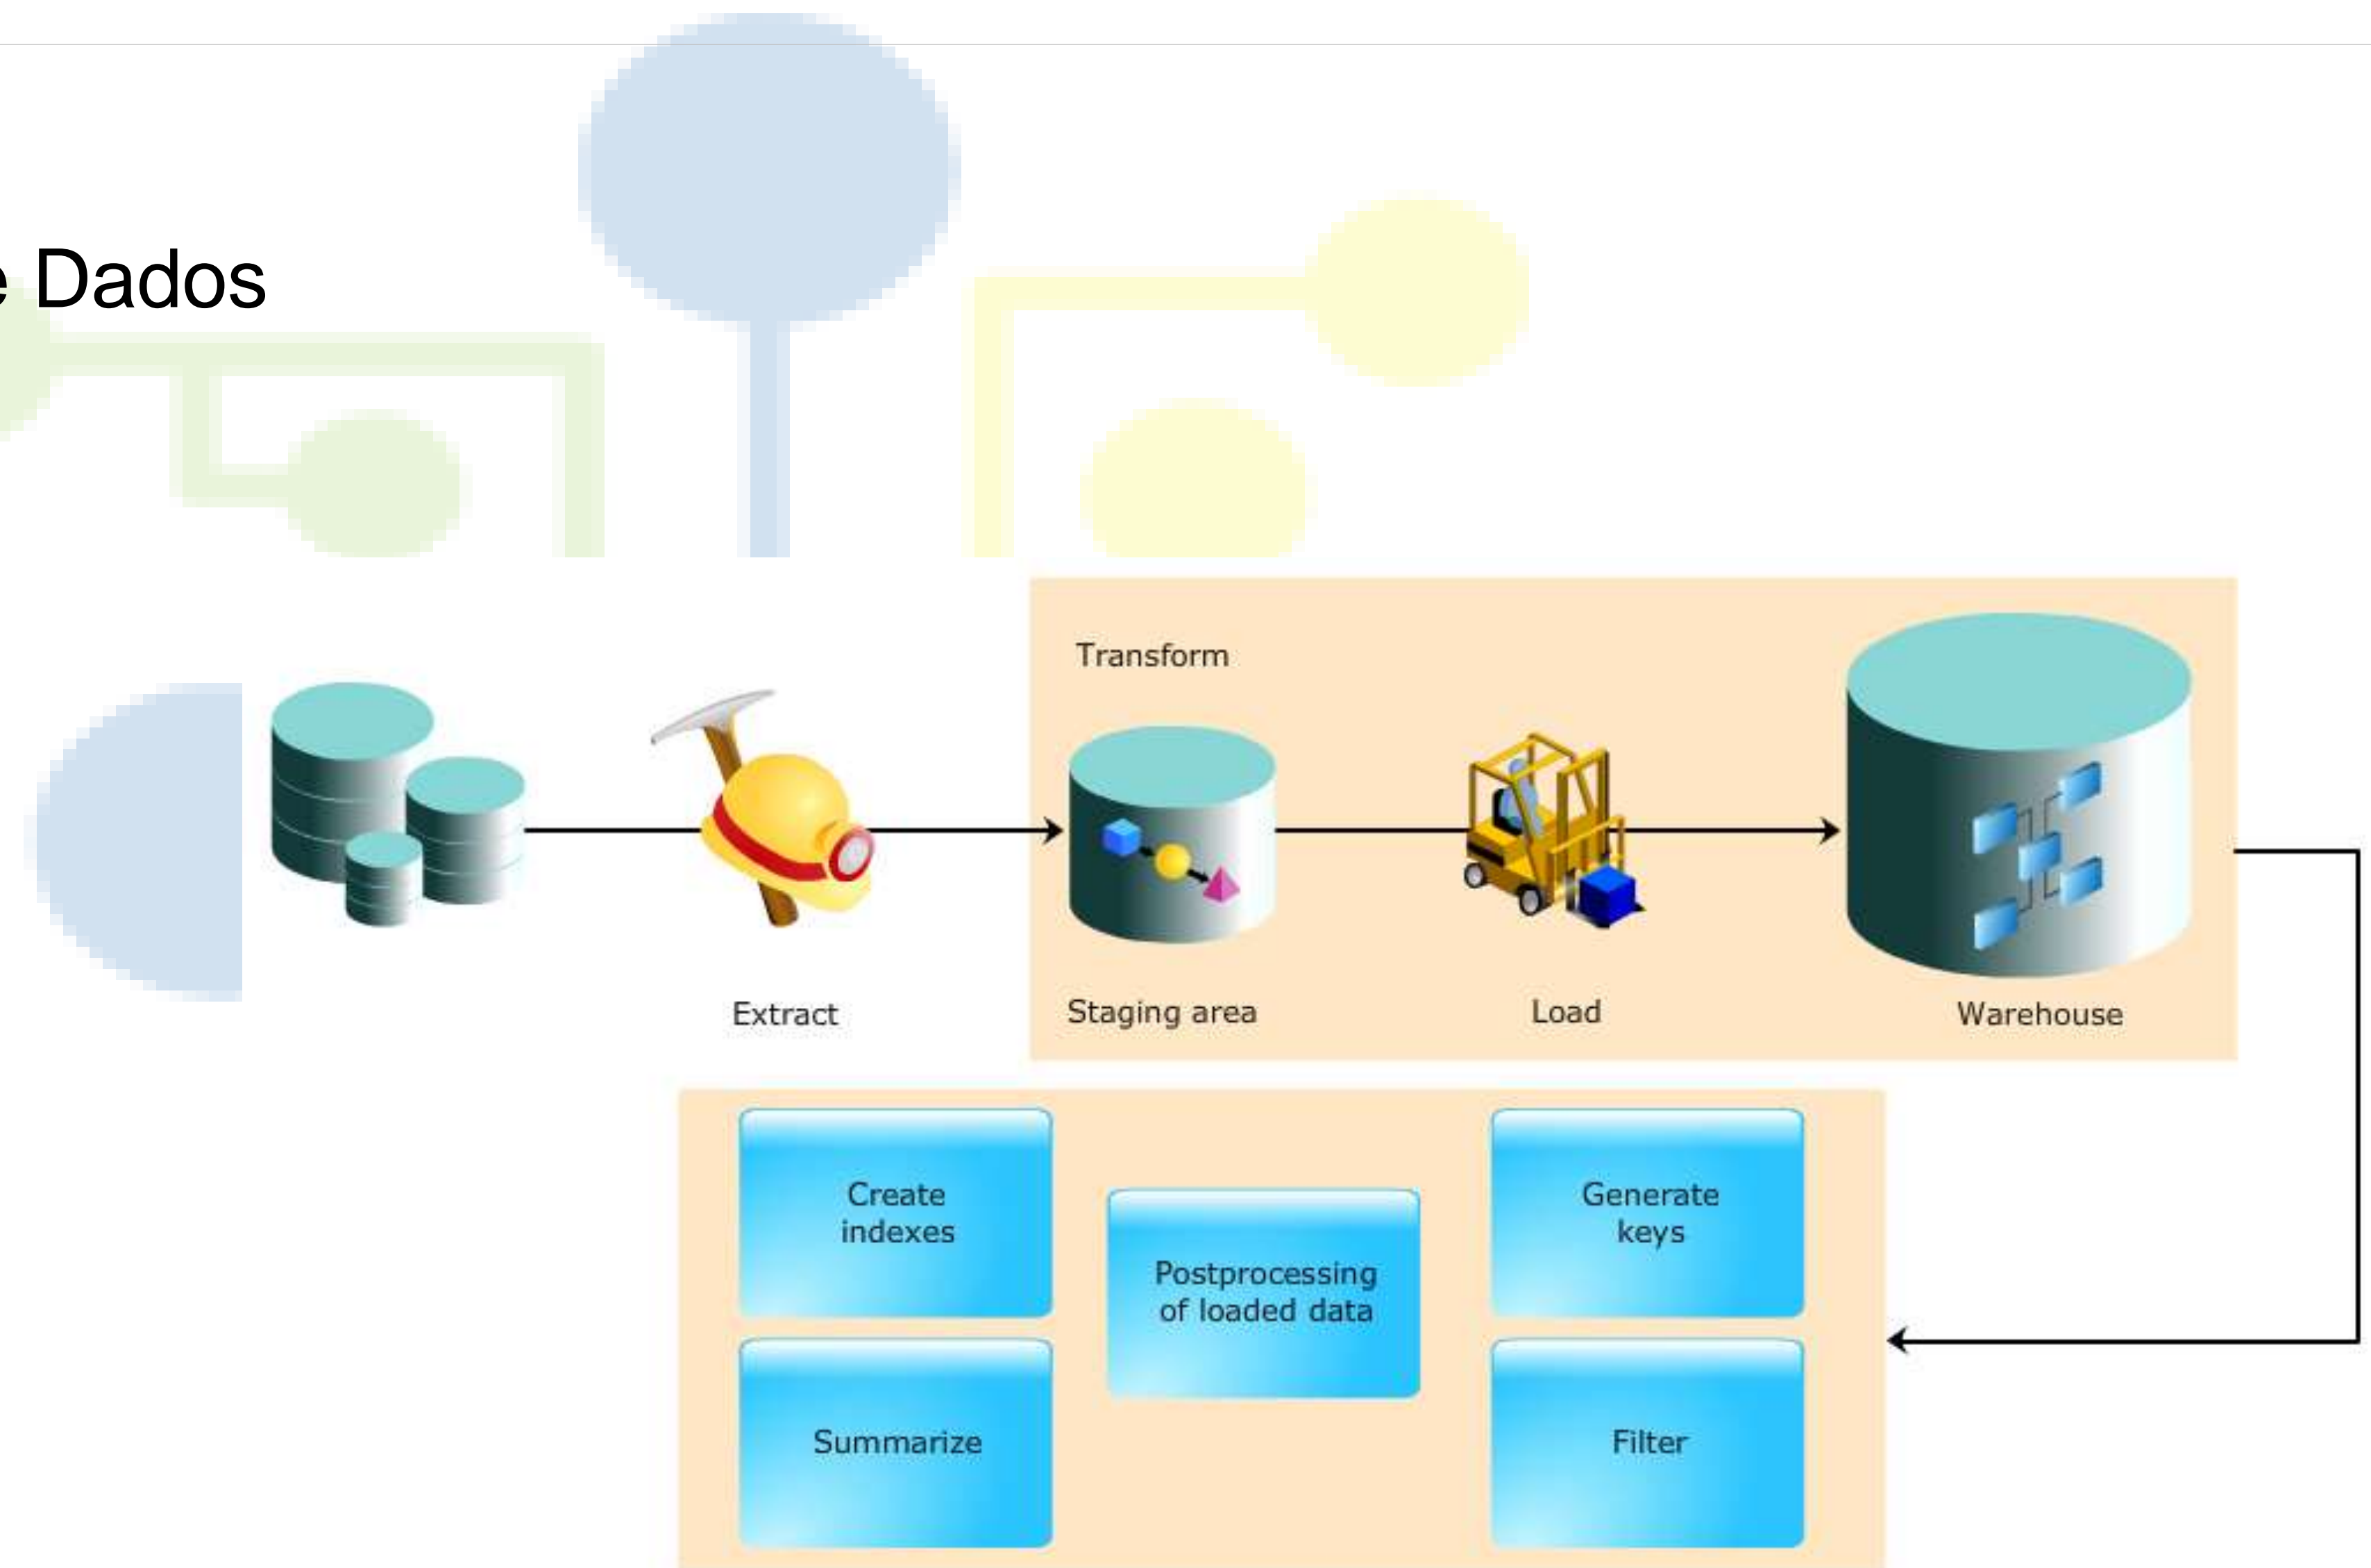 Dados
Transform
Extract
Staging area
Load
Warehouse
Create
indexes
Postprocessing
of loaded data
Generate
keys
Summarize
Filter